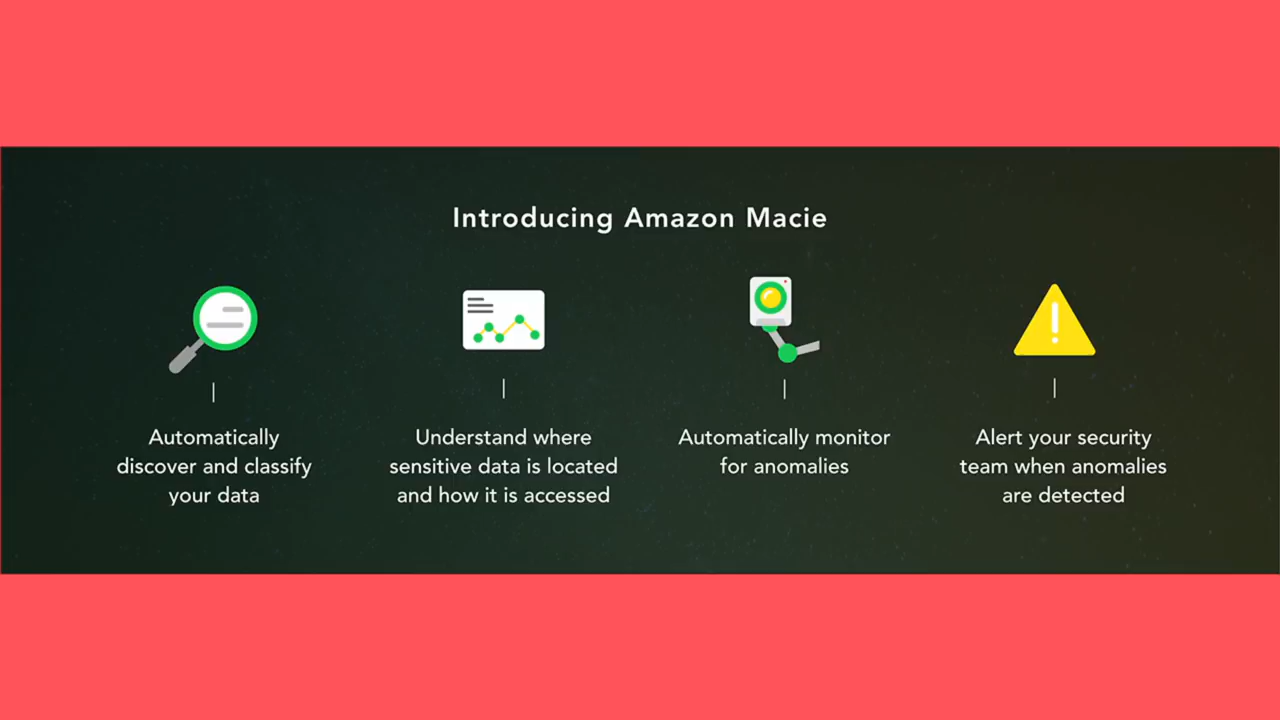 Introducing Amazon Macie
Automatically
discover and classify
your data
Understand where
sensitive data is located
and how it is accessed
Automatically monitor
for anomalies
Alert your security
team when anomalies
are detected